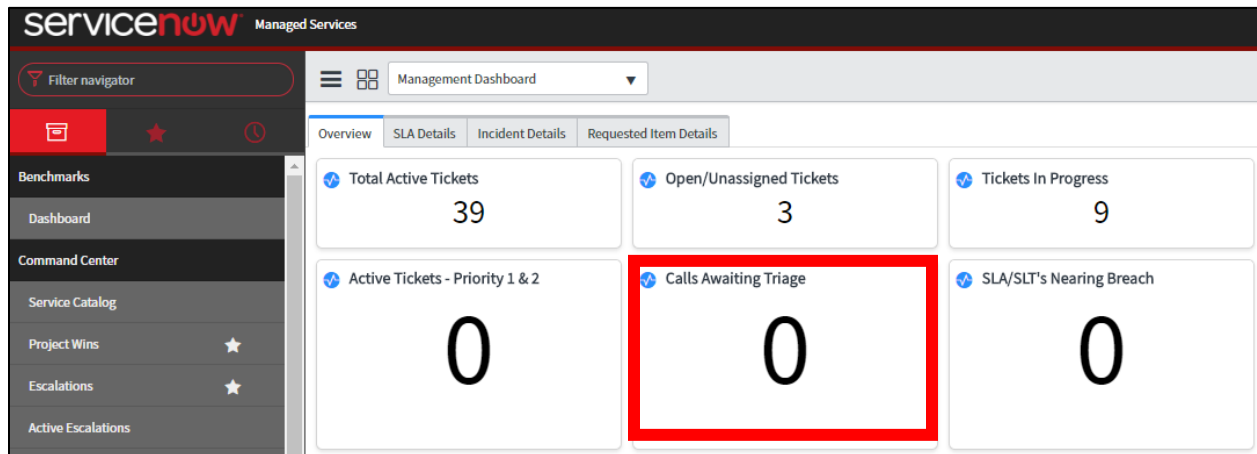 servicenow Managed Services
Filter navigator
Management Dashboard
Overview SLA Details Incident Details Requested Item Details
Benchmarks
Dashboard
Command Center
Service Catalog
Project Wins
Escalations
Active Escalations
Total Active Tickets
39
Open/Unassigned Tickets
3
Tickets In Progress
9
Active Tickets - Priority 1 & 2
0
Calls Awaiting Triage
0
SLA/SLT's Nearing Breach
0